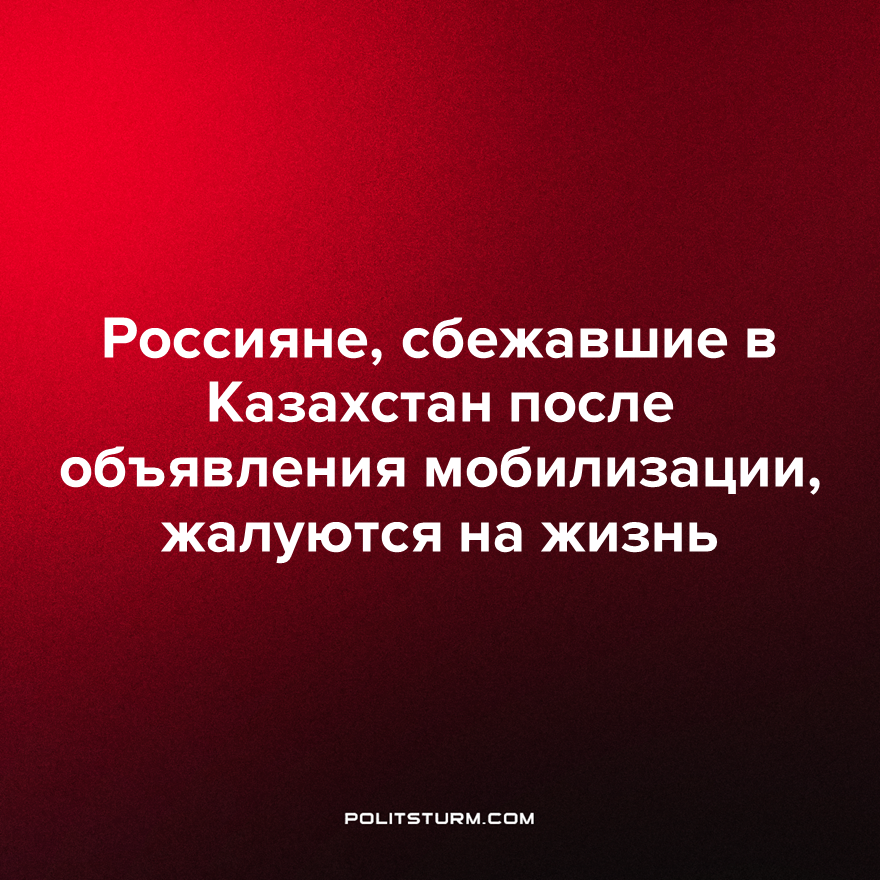 Россияне, сбежавшие в
Казахстан после
объявления мобилизации,
жалуются на жизнь
POLITSTURM.COM